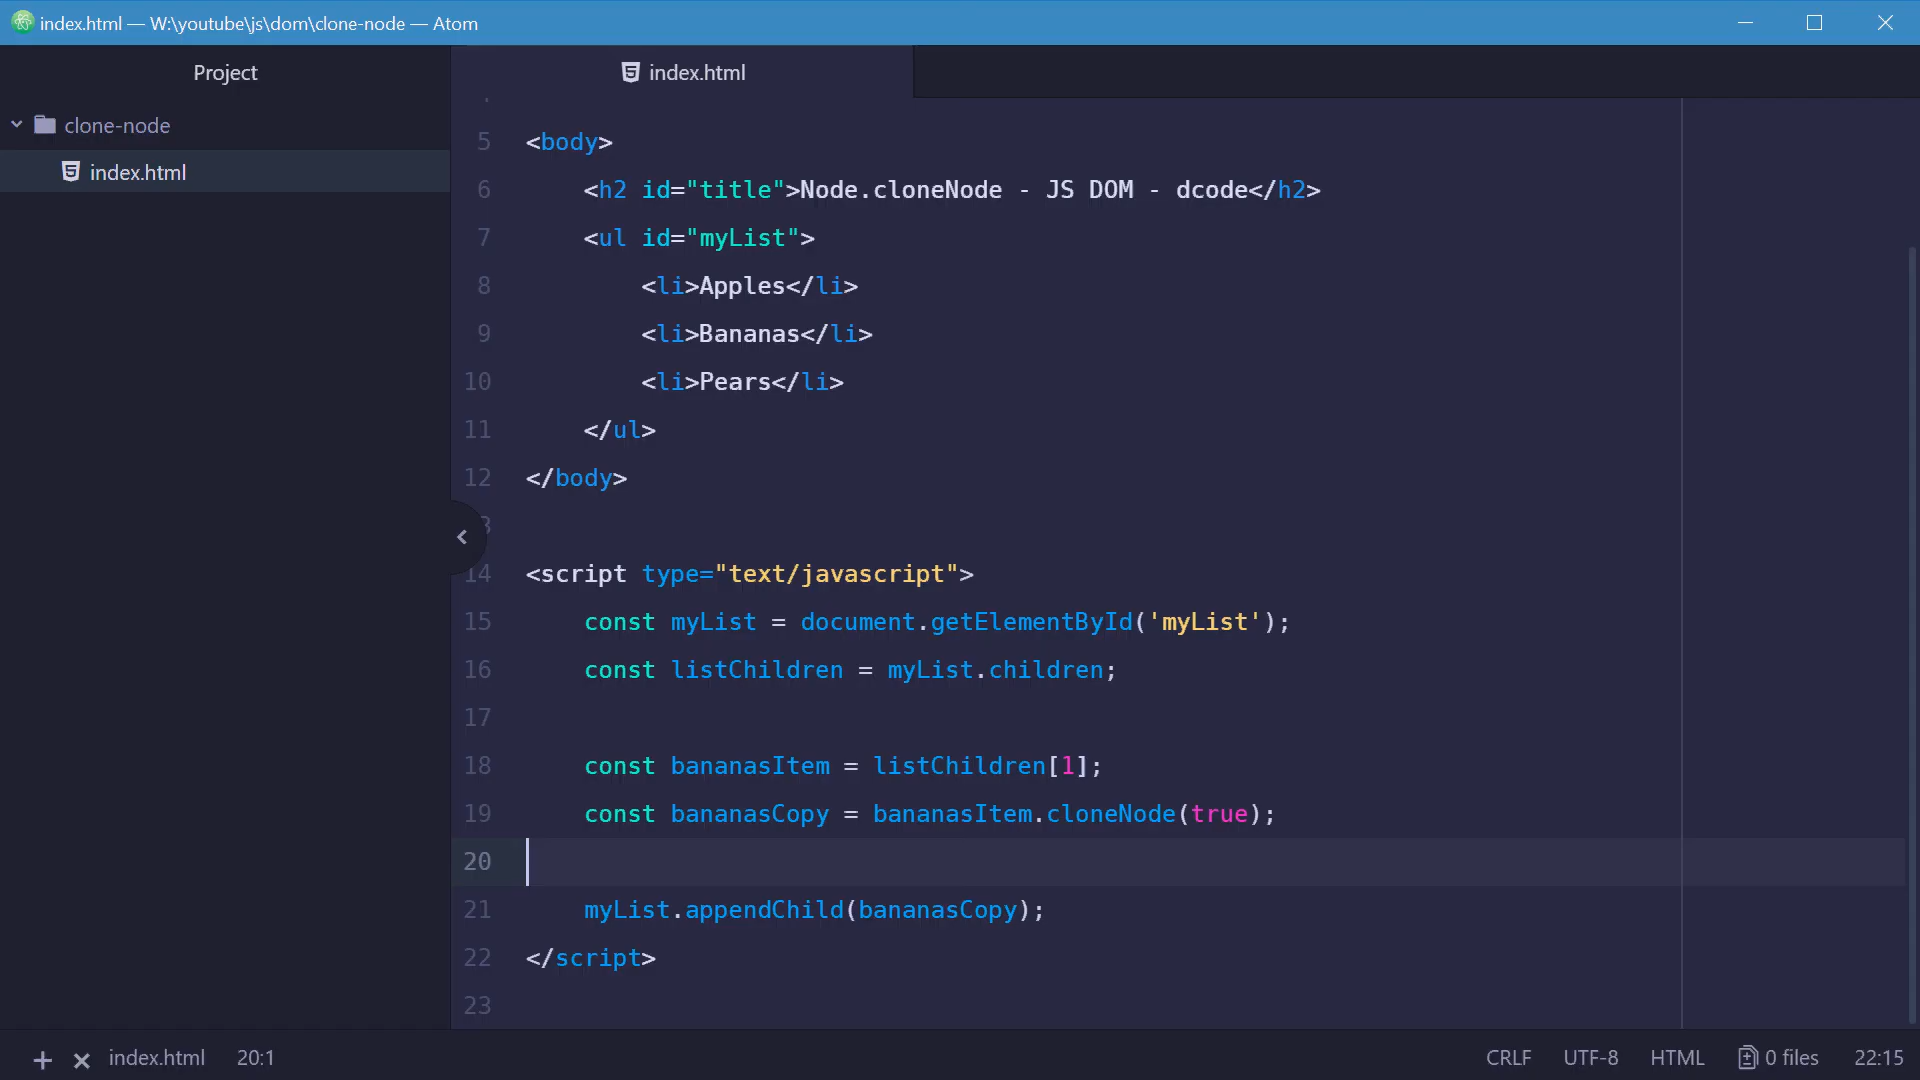 index.html — W:\youtube\js\dom\clone-node — Atom
Project
clone-node
index.html
index.html
5 <body>
6 <h2 id="title">Node.cloneNode - JS DOM - dcode</h2>
7 <ul id="myList">
8 <li>Apples</li>
9 <li>Bananas</li>
10 <li>Pears</li>
11 </ul>
12 </body>
3
14 <script type="text/javascript">
15 const myList = document.getElementById('myList');
16 const listChildren = myList.children;
17
18 const bananasItem = listChildren[1];
19 const bananasCopy = bananasItem.cloneNode(true);
20
21 myList.appendChild(bananasCopy);
22 </script>
23
index.html 20:1 CRLF UTF-8 HTML 0 files 22:15